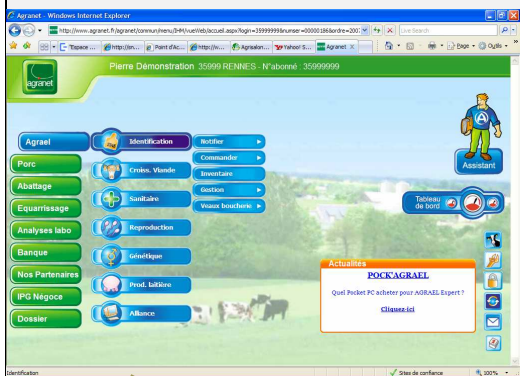 Agranet - Windows Internet Explorer
http://www.agranet.fr/agranet/commun/menu/IHM/vueWeb/accueil.aspx?login=35999999&numser=00000186&ordre=200
Live Search
Espace ...
http://sn...
Point d'Ac...
http://w...
Agrisalon...
Yahoo! S...
Agranet
Page
Outils
agranet
Pierre Démonstration 35999 RENNES - N°abonné : 35999999
Agrael
Porc
Abattage
Equarrissage
Analyses labo
Banque
Nos Partenaires
IPG Négoce
Dossier
Identification
Croiss. Viande
Sanitaire
Reproduction
Génétique
Prod. laitière
Alliance
Notifier
Commander
Inventaire
Gestion
Veaux boucherie
A
Assistant
Tableau
de bord
Actualités
POCK'AGRAEL
Quel Pocket PC acheter pour AGRAEL Expert ?
Cliquez-ici
Identification
Sites de confiance
100%